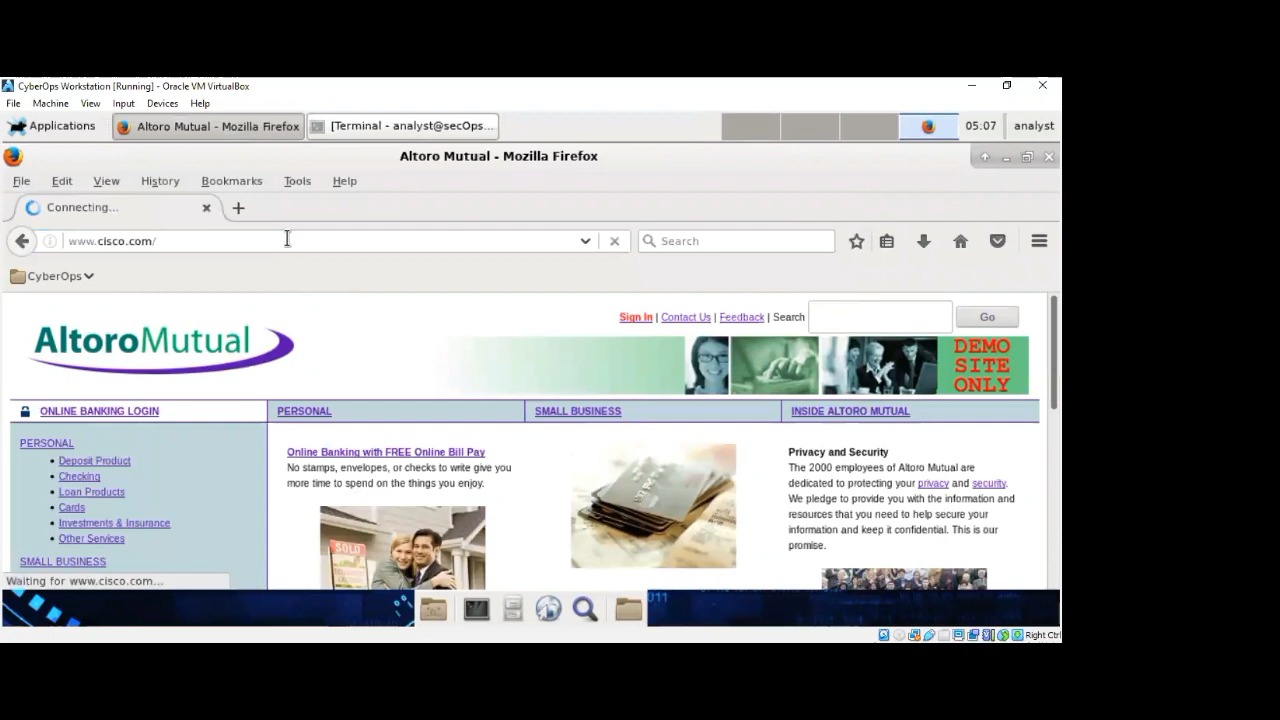 CyberOps Workstation [Running] - Oracle VM VirtualBox
File Machine View Input Devices Help
Applications Altoro Mutual - Mozilla Firefox [Terminal - analyst@secOps... 05:07 analyst
Altoro Mutual - Mozilla Firefox
File Edit View History Bookmarks Tools Help
Connecting...
www.cisco.com/ Search
CyberOps
Sign In | Contact Us | Feedback | Search Go
AltoroMutual
DEMO
SITE
ONLY
ONLINE BANKING LOGIN PERSONAL SMALL BUSINESS INSIDE ALTORO MUTUAL
PERSONAL
Deposit Product
Checking
Loan Products
Cards
Investments & Insurance
Other Services
SMALL BUSINESS
Online Banking with FREE Online Bill Pay
No stamps, envelopes, or checks to write give you
more time to spend on the things you enjoy.
SOLD
Privacy and Security
The 2000 employees of Altoro Mutual are
dedicated to protecting your privacy and security.
We pledge to provide you with the information and
resources that you need to help secure your
information and keep it confidential. This is our
promise.
Waiting for www.cisco.com...
Right Ctrl